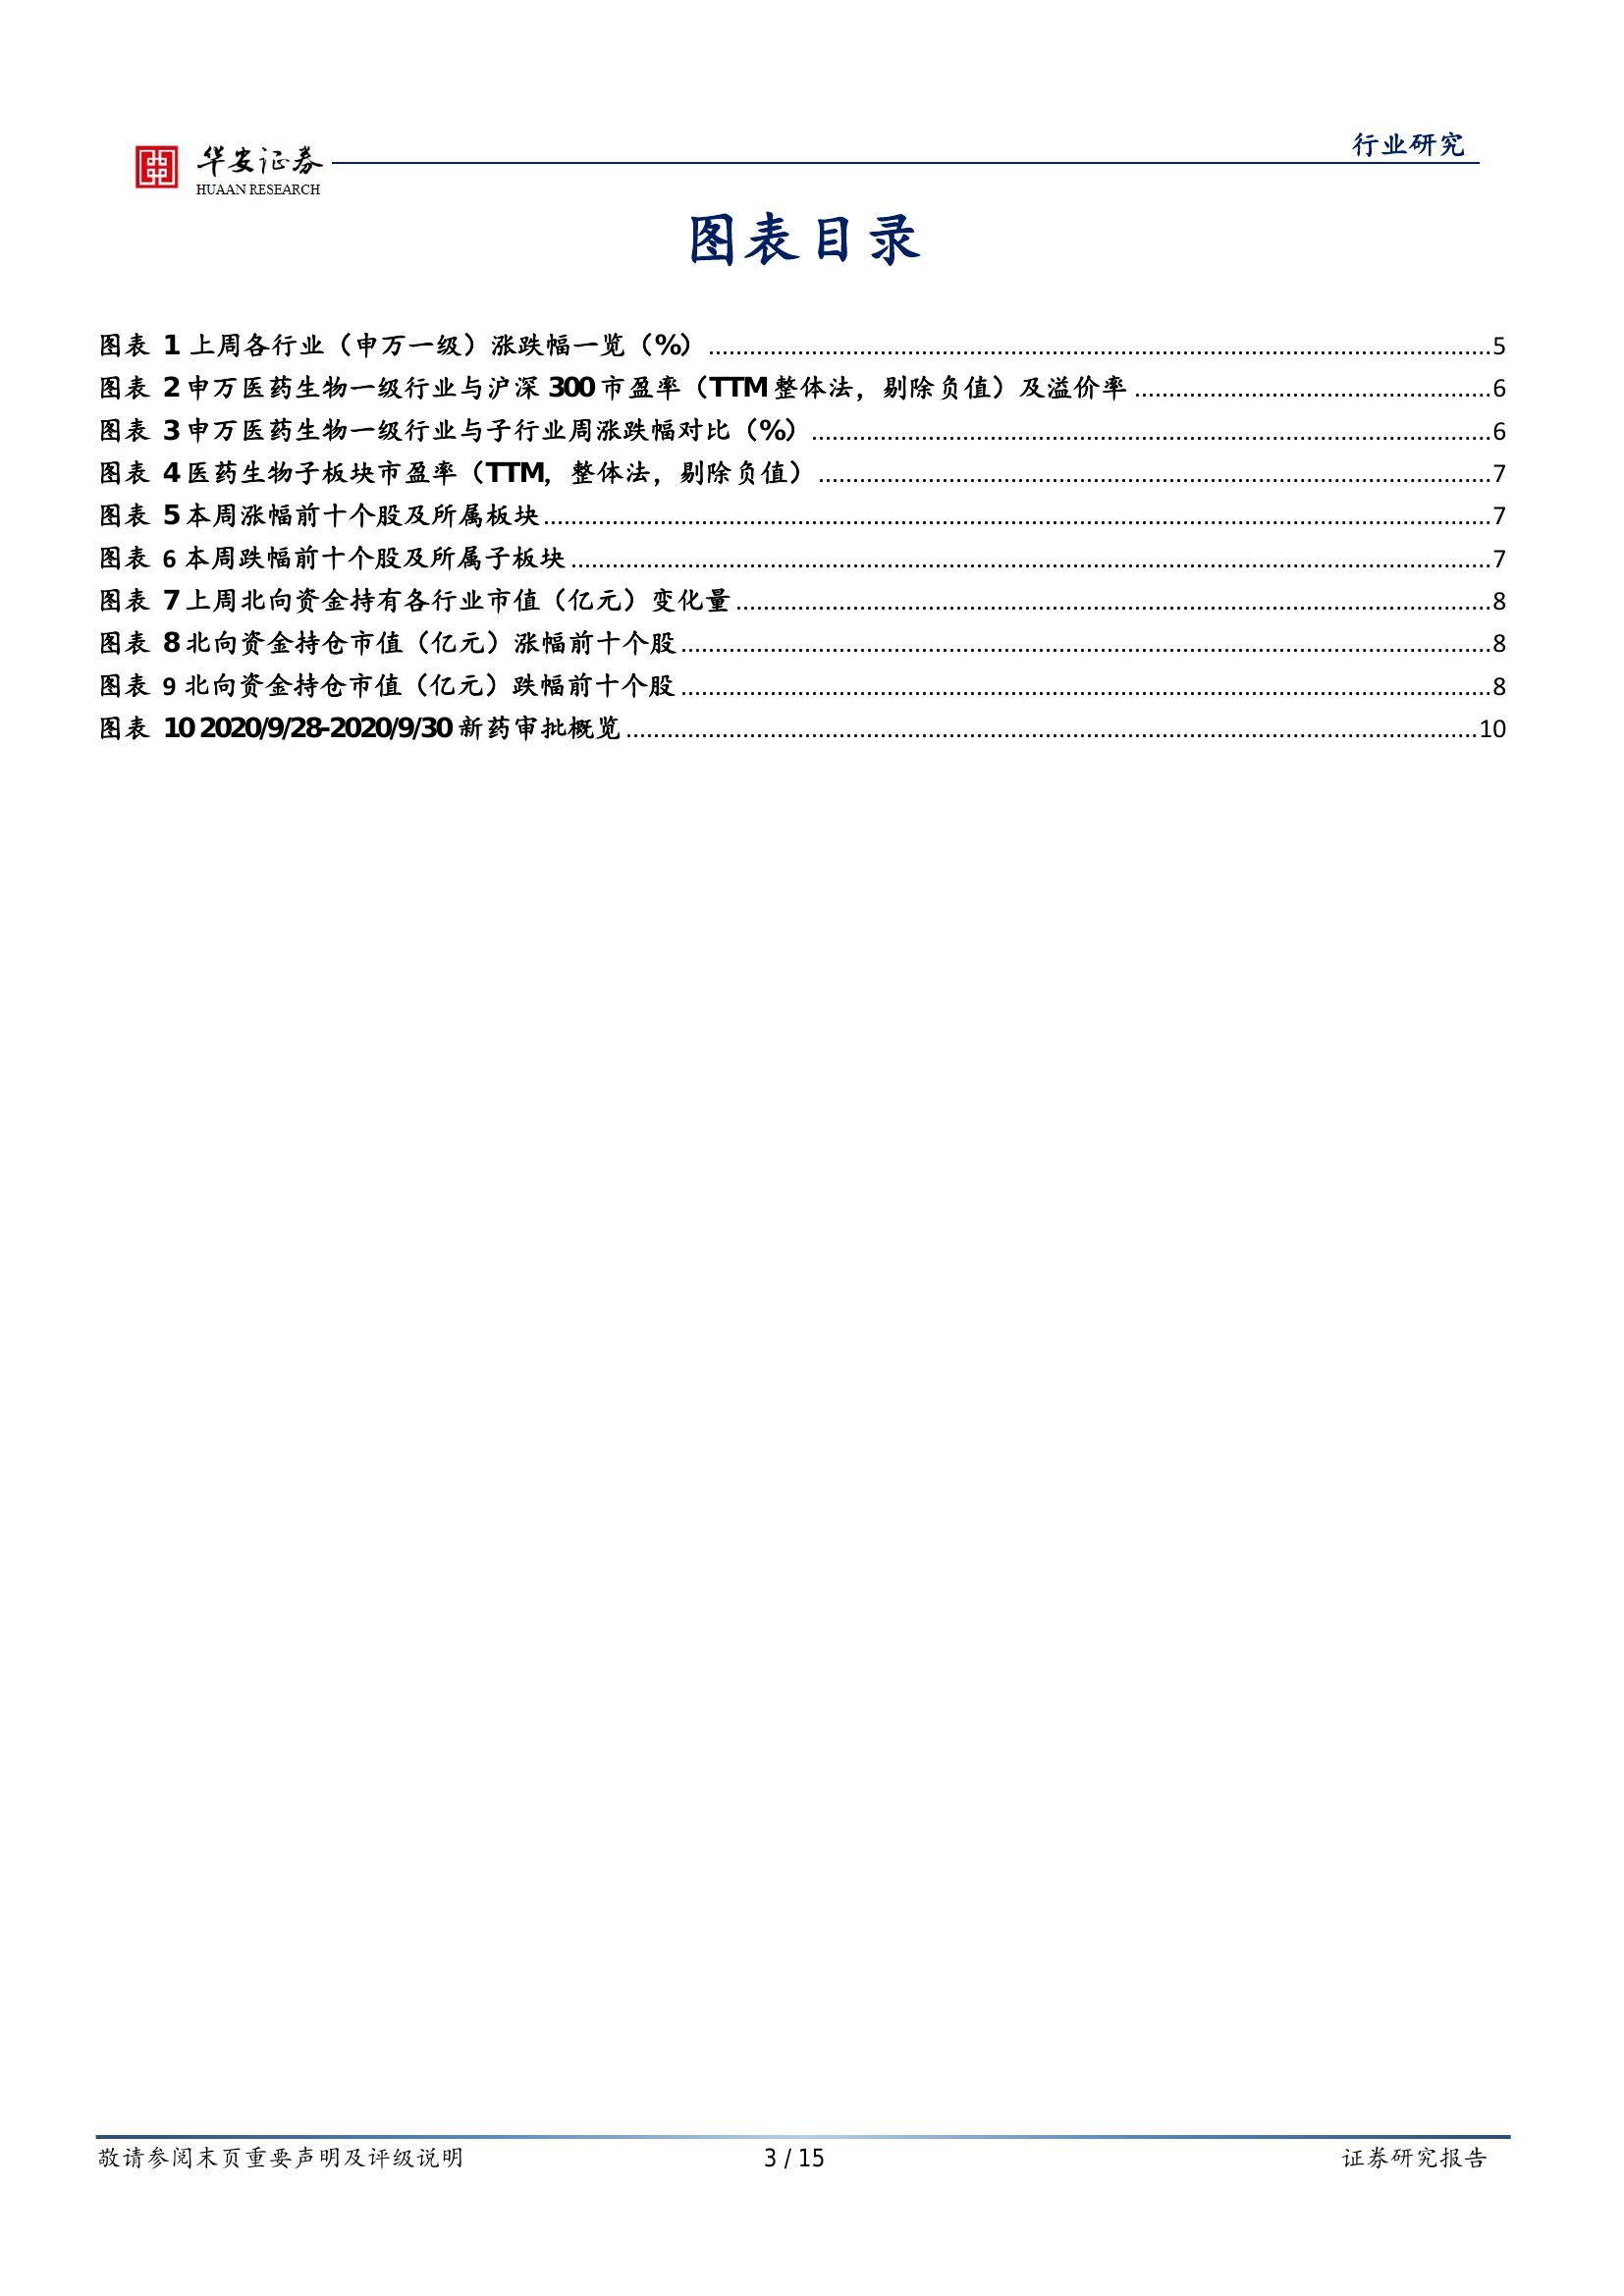 行业研究
华安证券
HUAAN RESEARCH
图表目录
图表 1 上周各行业（申万一级）涨跌幅一览（%）........................5
图表 2 申万医药生物一级行业与沪深 300 市盈率（TTM 整体法，剔除负值）及溢价率........................6
图表 3 申万医药生物一级行业与子行业周涨跌幅对比（%）........................6
图表 4 医药生物子板块市盈率（TTM，整体法，剔除负值）........................7
图表 5 本周涨幅前十个股及所属板块........................7
图表 6 本周跌幅前十个股及所属子板块........................7
图表 7 上周北向资金持有各行业市值（亿元）变化量........................8
图表 8 北向资金持仓市值（亿元）涨幅前十个股........................8
图表 9 北向资金持仓市值（亿元）跌幅前十个股........................8
图表 10 2020/9/28-2020/9/30 新药审批概览........................10
敬请参阅末页重要声明及评级说明 3 / 15 证券研究报告